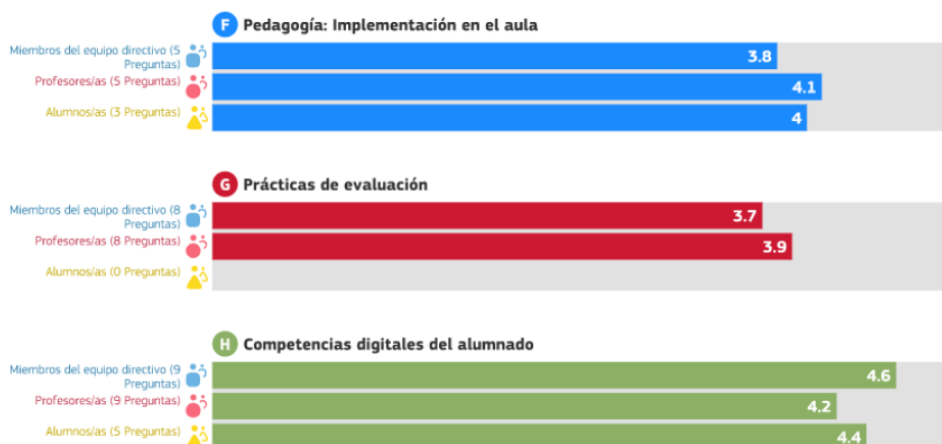 F Pedagogía: Implementación en el aula
Miembros del equipo directivo (5
Preguntas)
3.8
Profesores/as (5 Preguntas)
4.1
Alumnos/as (3 Preguntas)
4
G Prácticas de evaluación
Miembros del equipo directivo (8
Preguntas)
3.7
Profesores/as (8 Preguntas)
3.9
Alumnos/as (0 Preguntas)
H Competencias digitales del alumnado
Miembros del equipo directivo (9
Preguntas)
4.6
Profesores/as (9 Preguntas)
4.2
Alumnos/as (5 Preguntas)
4.4